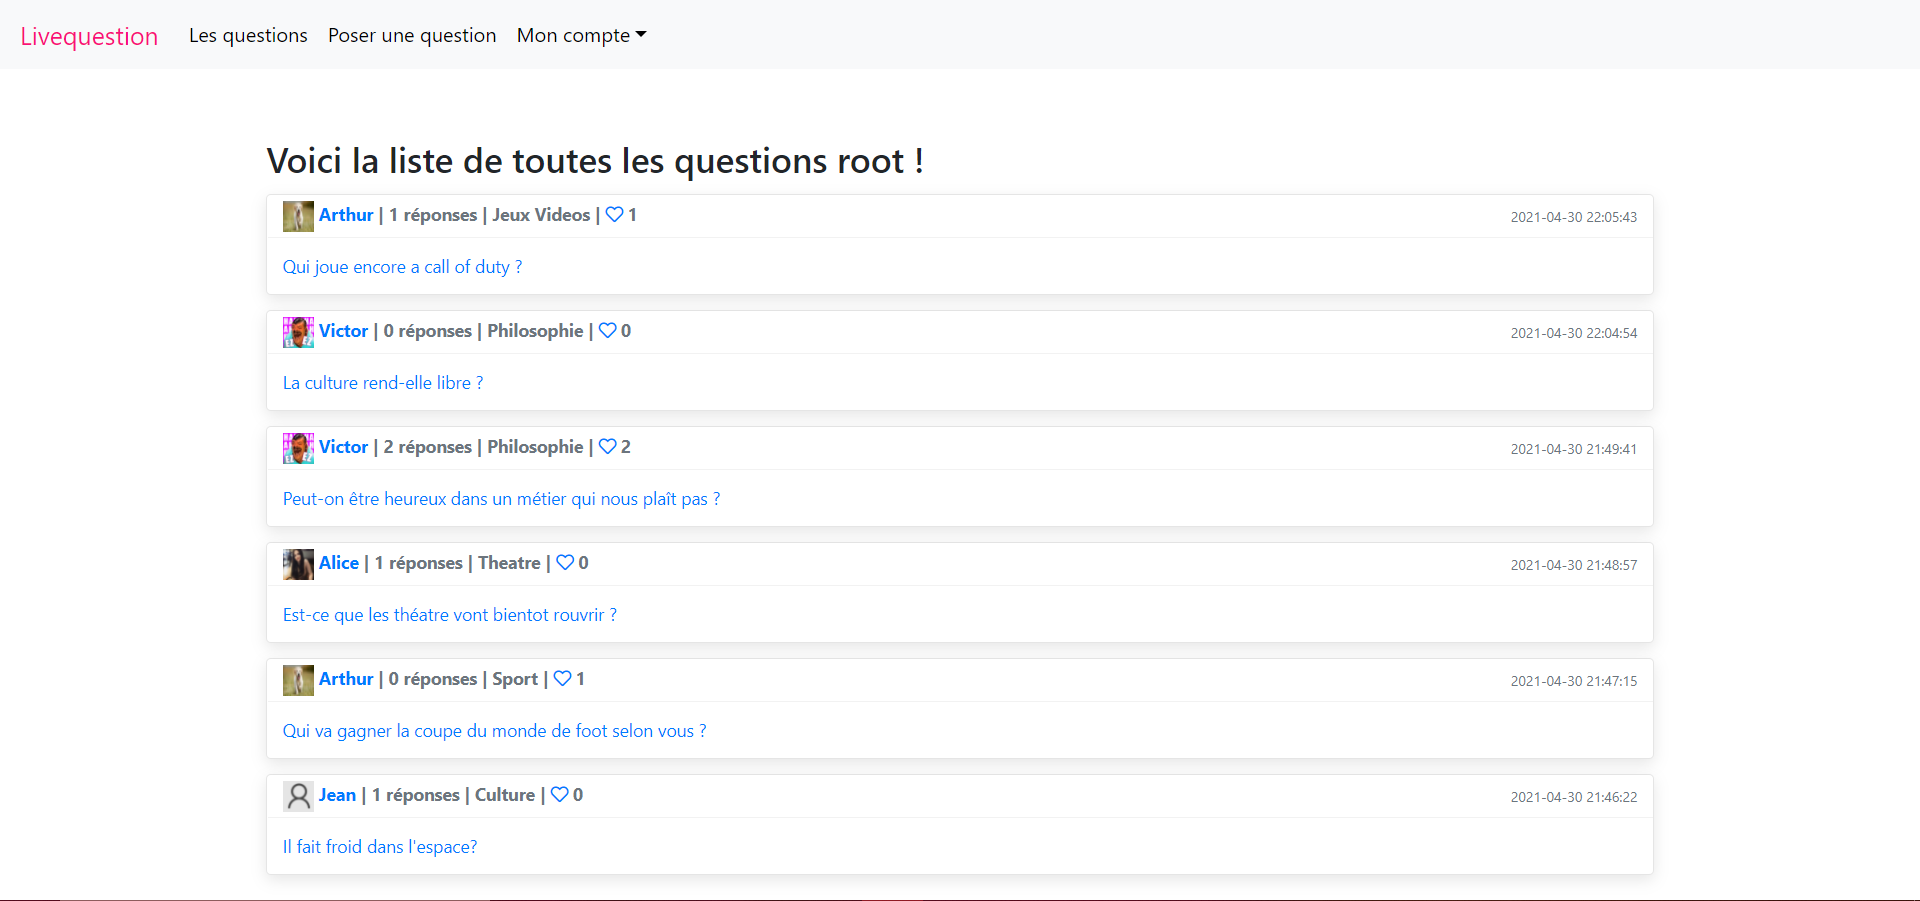 Livequestion Les questions Poser une question Mon compte
Voici la liste de toutes les questions root !
Arthur | 1 réponses | Jeux Videos | 1 2021-04-30 22:05:43
Qui joue encore a call of duty ?
Victor | 0 réponses | Philosophie | 0 2021-04-30 22:04:54
La culture rend-elle libre ?
Victor | 2 réponses | Philosophie | 2 2021-04-30 21:49:41
Peut-on être heureux dans un métier qui nous plaît pas ?
Alice | 1 réponses | Theatre | 0 2021-04-30 21:48:57
Est-ce que les théatre vont bientot rouvrir ?
Arthur | 0 réponses | Sport | 1 2021-04-30 21:47:15
Qui va gagner la coupe du monde de foot selon vous ?
Jean | 1 réponses | Culture | 0 2021-04-30 21:46:22
Il fait froid dans l'espace?